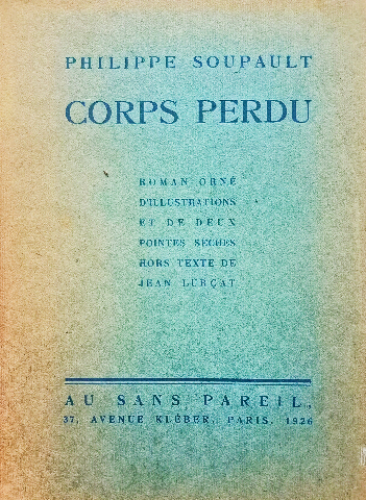 PHILIPPE SOUPAULT
CORPS PERDU
ROMAN ORNÉ
D'ILLUSTRATIONS
ET DE DEUX
POINTES SECHES
HORS TEXTE DE
JEAN LURÇAT
AU SANS PAREIL,
37, AVENUE KLÉBER, PARIS, 1926